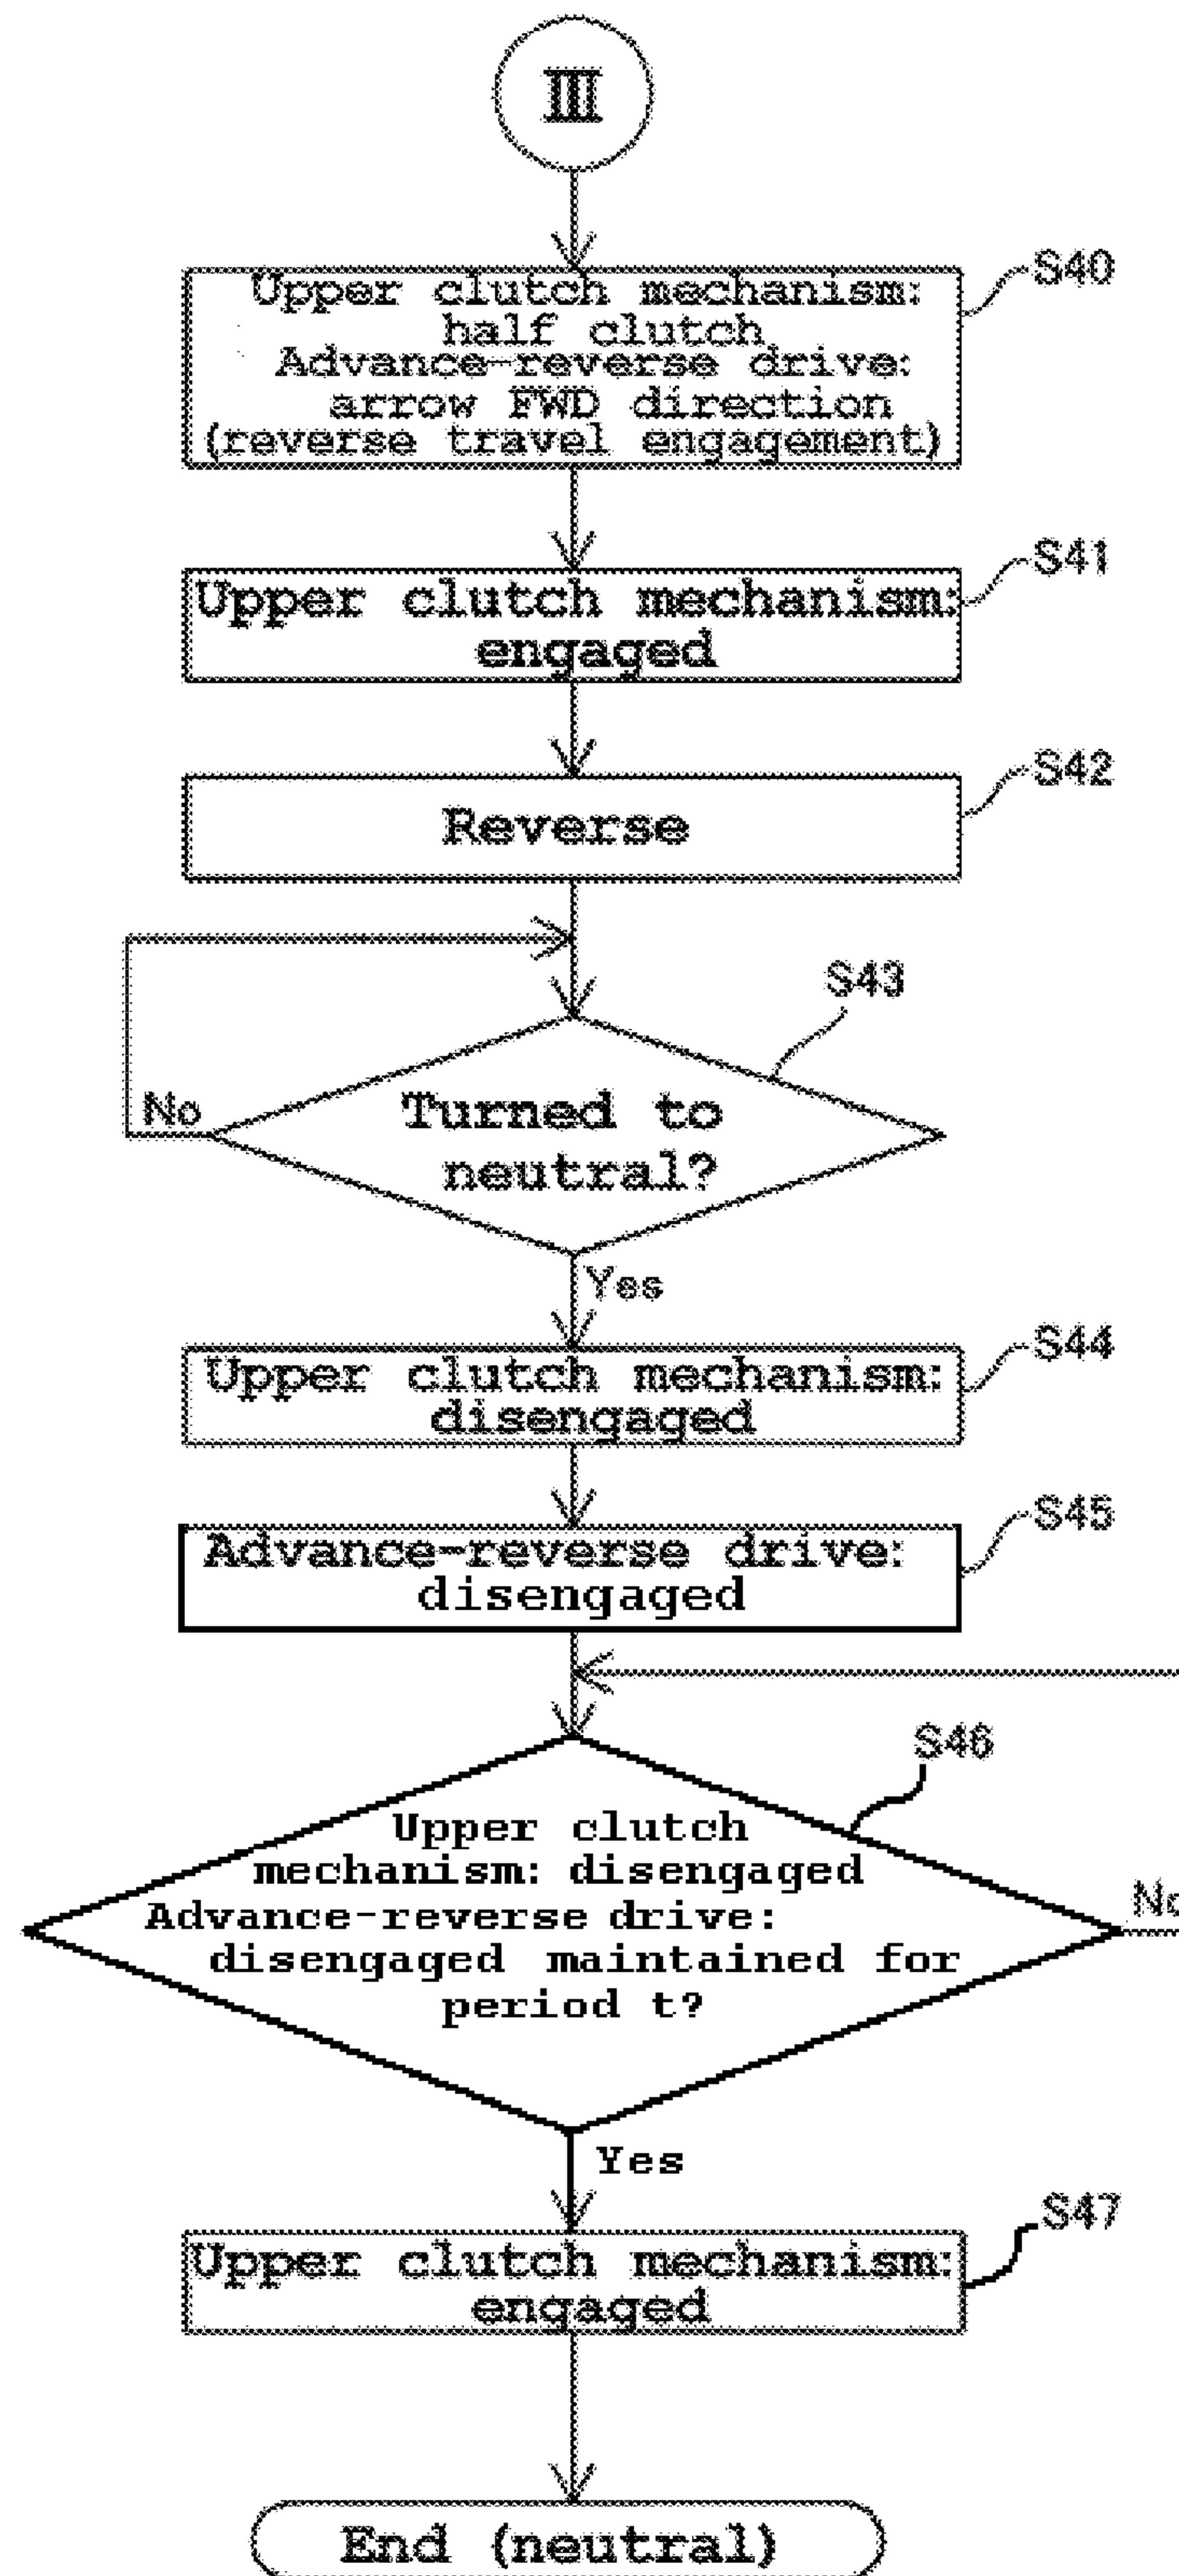 III
S40
Upper clutch mechanism:
half clutch
Advance-reverse drive:
arrow FWD direction
(reverse travel engagement)
S41
Upper clutch mechanism:
engaged
S42
Reverse
S43
No
Turned to
neutral?
Yes
S44
Upper clutch mechanism:
disengaged
S45
Advance-reverse drive:
disengaged
S46
Upper clutch
mechanism: disengaged
No
Advance-reverse drive:
disengaged maintained for
period t?
Yes
S47
Upper clutch mechanism:
engaged
End (neutral)